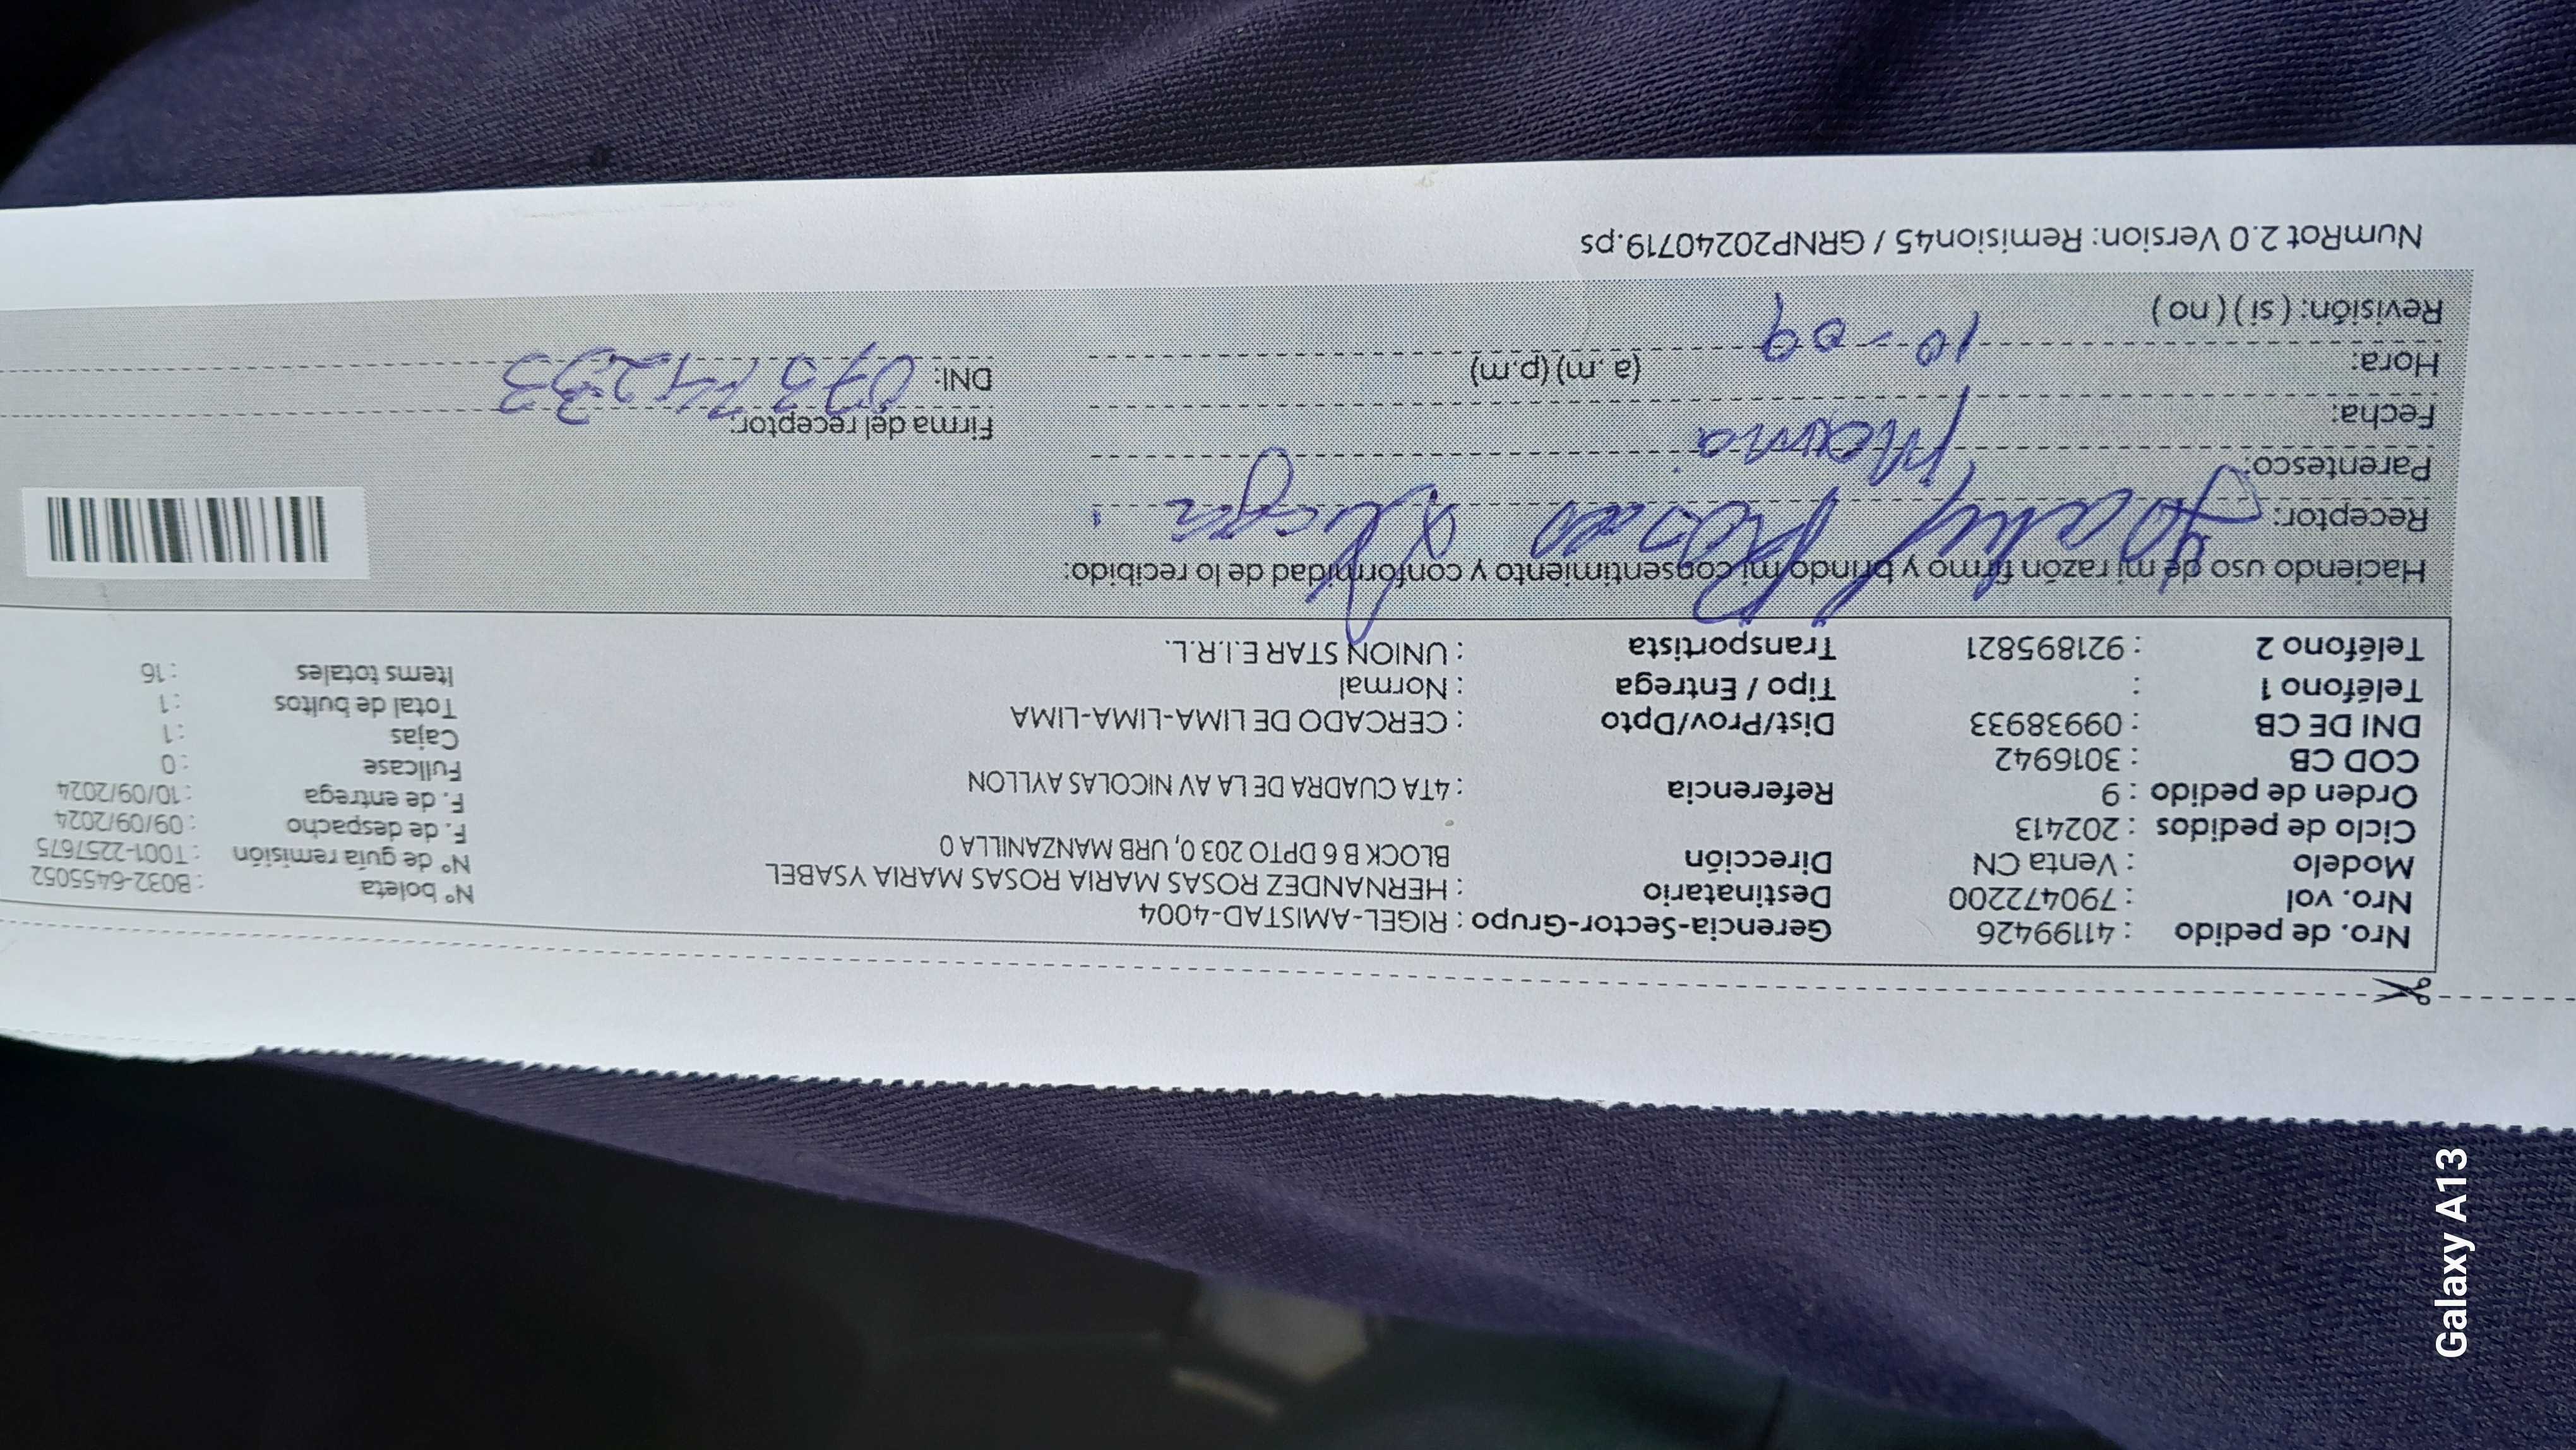 Nro. de pedido : 41199426 Gerencia-Sector-Grupo : RIGEL-AMISTAD-4004
Nro. vol : 790472200 Destinatario : HERNANDEZ ROSAS MARIA ROSAS MARIA YSABEL Nº boleta : B032-6455052
Modelo : Venta CN Dirección BLOCK B 6 DPTO 203 0, URB MANZANILLA 0 Nº de guía remisión : T001-2257675
Ciclo de pedidos : 202413 F. de despacho : 09/09/2024
Orden de pedido : 9 Referencia : 4TA CUADRA DE LA AV NICOLAS AYLLON F. de entrega : 10/09/2024
COD CB : 3016942 Fullcase : 0
DNI DE CB : 09938933 Dist/Prov/Dpto : CERCADO DE LIMA-LIMA-LIMA Cajas : 1
Teléfono 1 : Tipo / Entrega : Normal Total de bultos : 1
Teléfono 2 : 921895821 Transportista : UNION STAR E.I.R.L. Items totales : 16
Haciendo uso de mi razón firmo y brindo mi consentimiento y conformidad de lo recibido:
Receptor: Rosas
Parentesco: Mamá
Fecha: Firma del receptor:
Hora: 10-09 (a. m) (p.m) DNI:
Revisión: ( si ) ( no )
NumRot 2.0 Version: Remision45 / GRNP20240719.ps
Galaxy A13